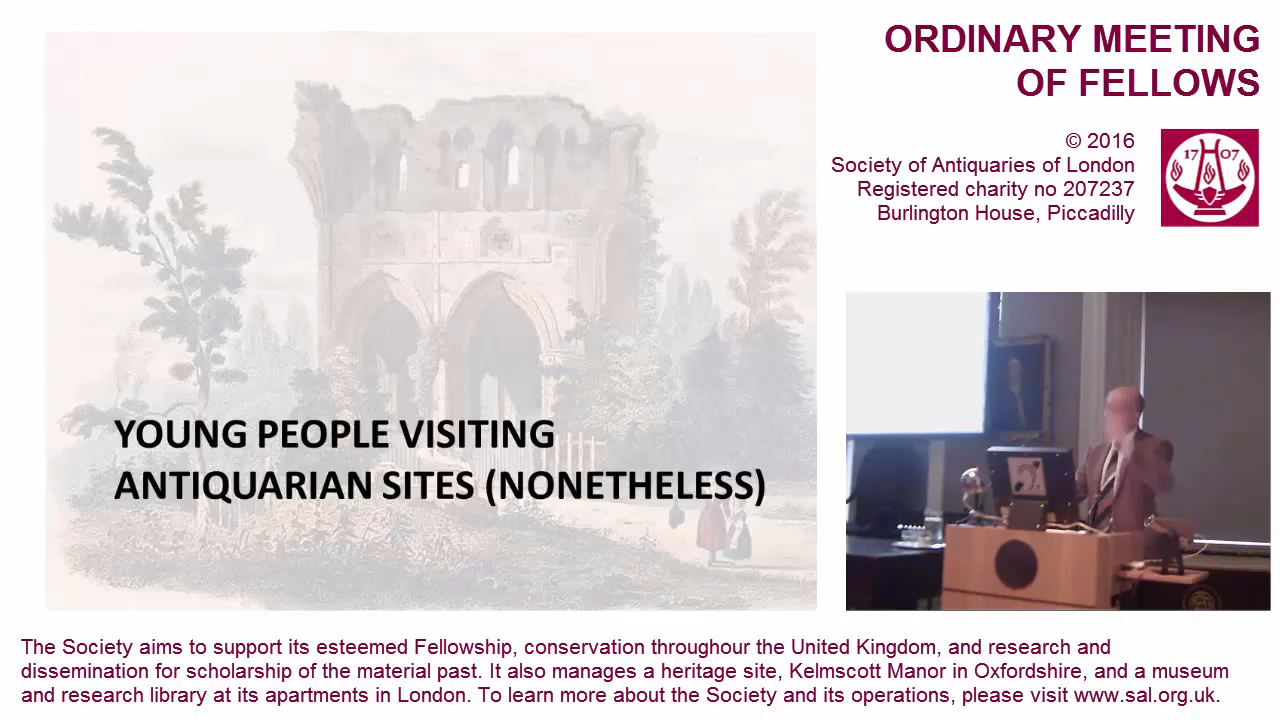 ORDINARY MEETING
OF FELLOWS
© 2016
Society of Antiquaries of London
Registered charity no 207237
Burlington House, Piccadilly
17 07
YOUNG PEOPLE VISITING
ANTIQUARIAN SITES (NONETHELESS)
The Society aims to support its esteemed Fellowship, conservation throughour the United Kingdom, and research and
dissemination for scholarship of the material past. It also manages a heritage site, Kelmscott Manor in Oxfordshire, and a museum
and research library at its apartments in London. To learn more about the Society and its operations, please visit www.sal.org.uk.